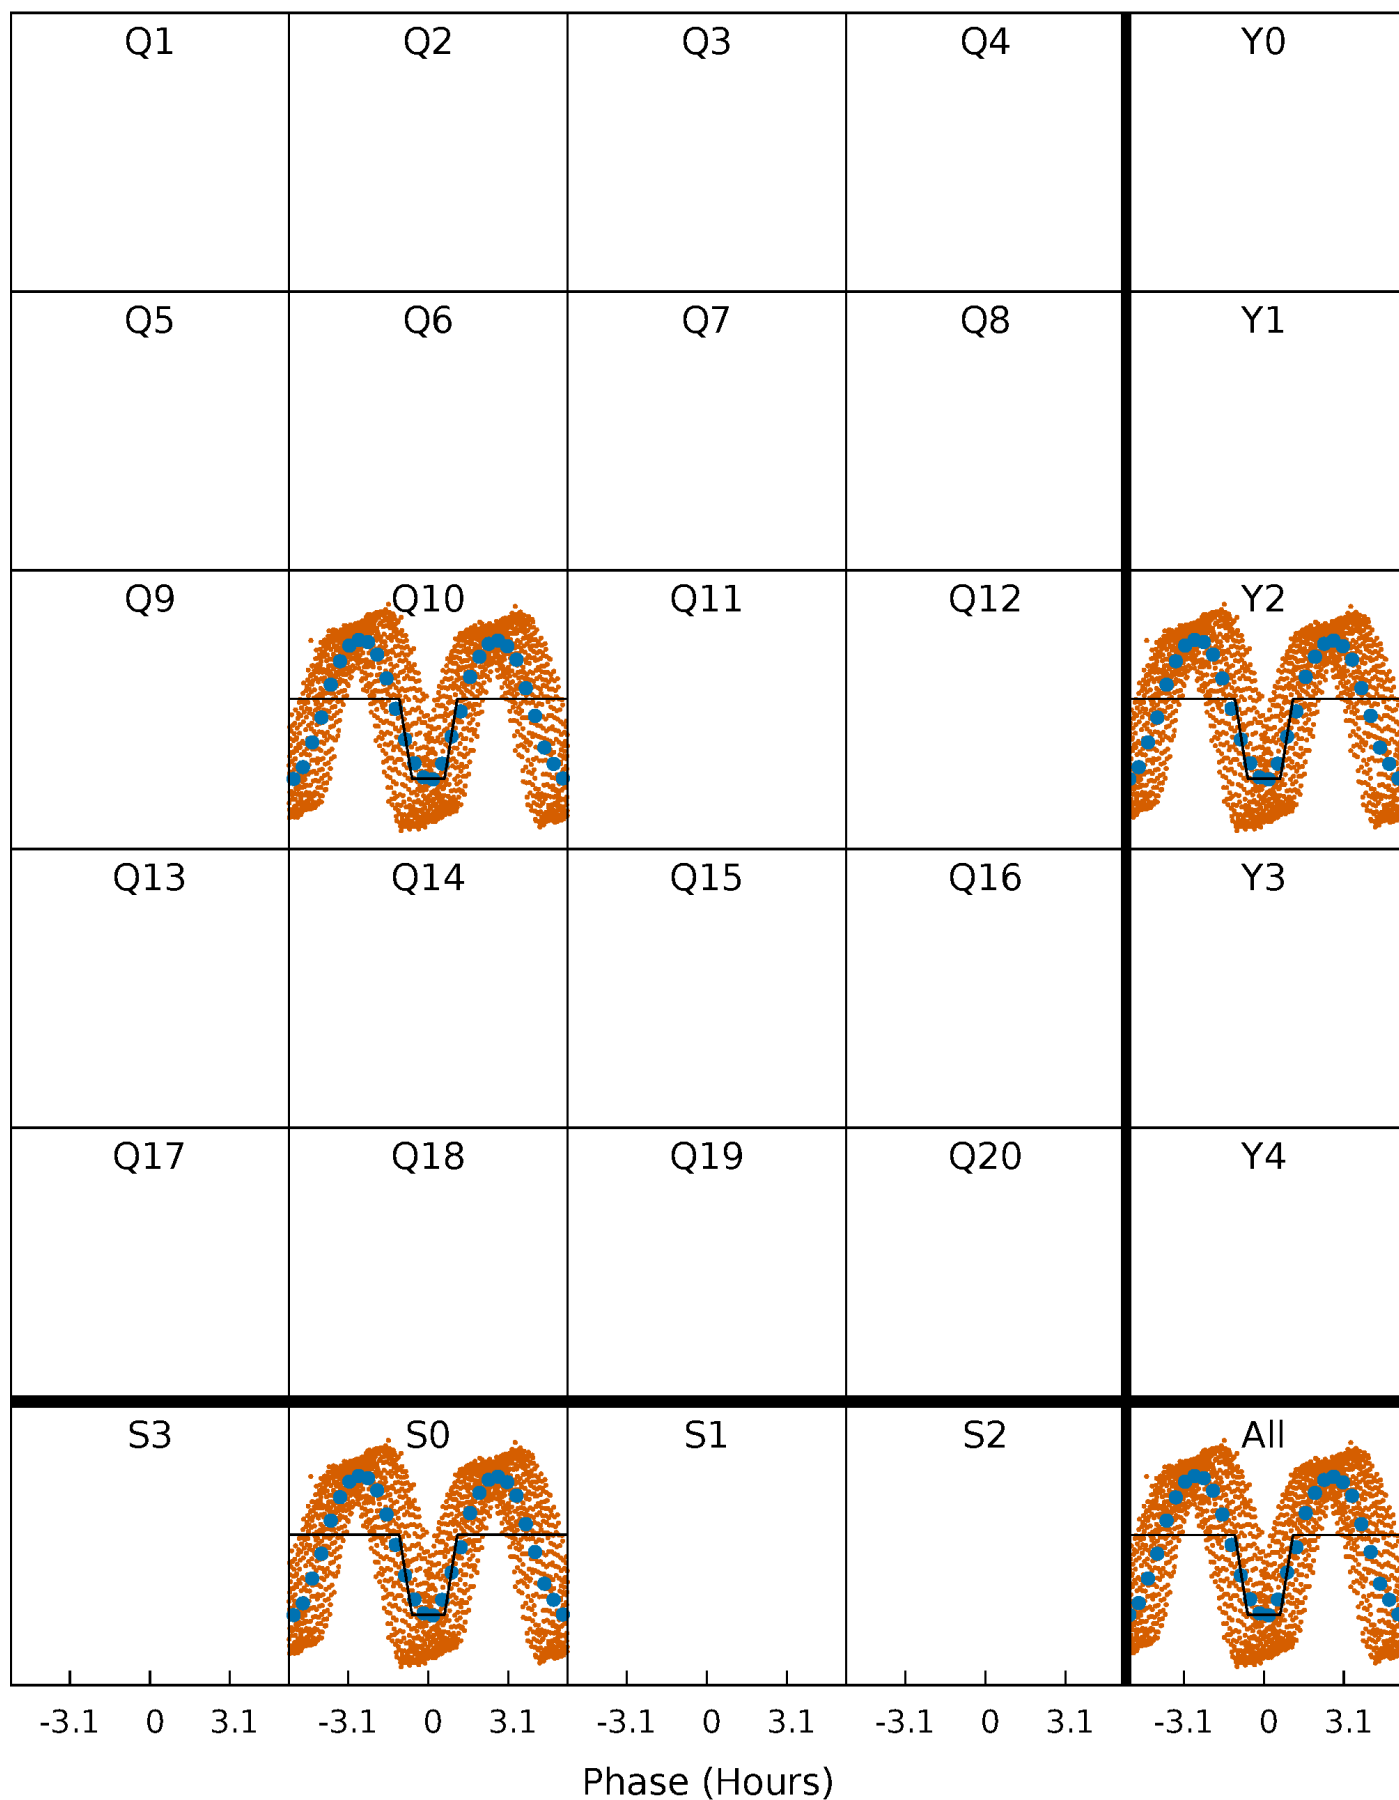 Q1 Q2 Q3 Q4 Y0
Q5 Q6 Q7 Q8 Y1
Q9 Q10 Q11 Q12 Y2
Q13 Q14 Q15 Q16 Y3
Q17 Q18 Q19 Q20 Y4
S3 S0 S1 S2 All
-3.1 0 3.1 -3.1 0 3.1 -3.1 0 3.1 -3.1 0 3.1 -3.1 0 3.1
Phase (Hours)